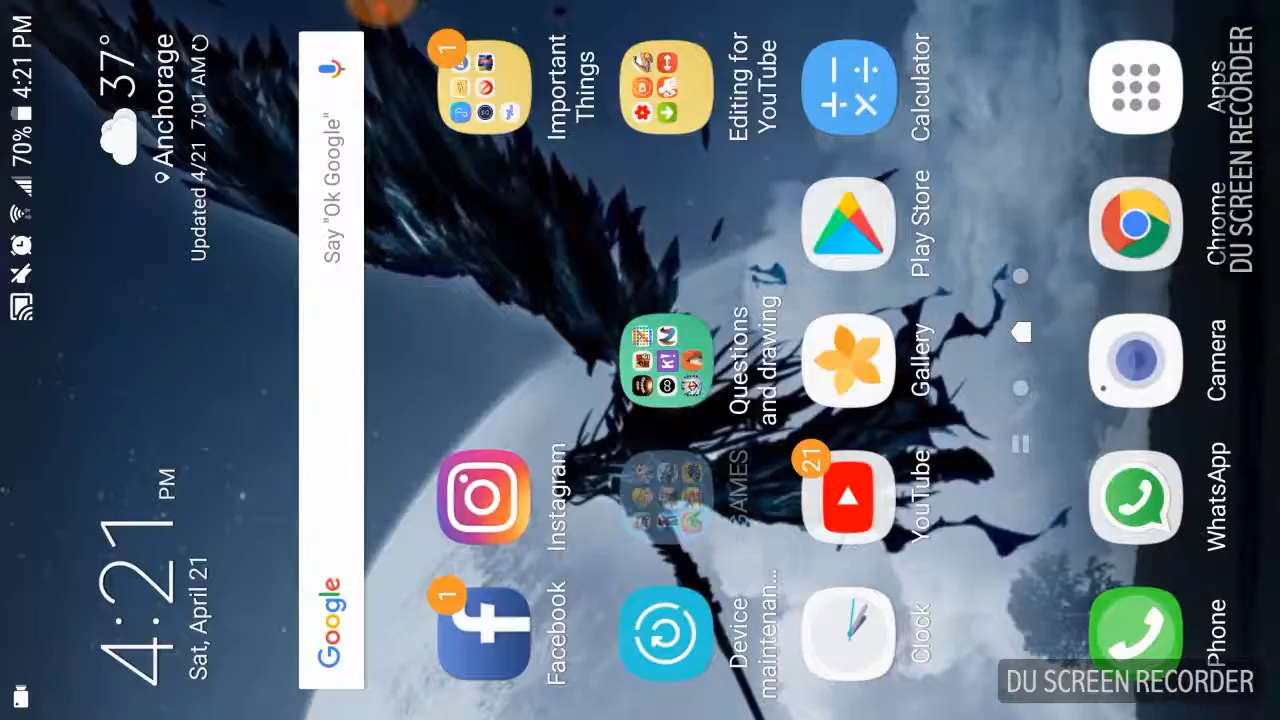 70% 4:21 PM
4:21 PM
Sat, April 21
37°
Anchorage
Updated 4/21 7:01 AM
Google
Say "Ok Google"
1
1
Facebook
Instagram
Important
Things
Device
maintenan...
GAMES
Questions
and drawing
Editing for
YouTube
21
Clock
YouTube
Gallery
Play Store
Calculator
Phone
WhatsApp
Camera
Chrome
Apps
DU SCREEN RECORDER
DU SCREEN RECORDER